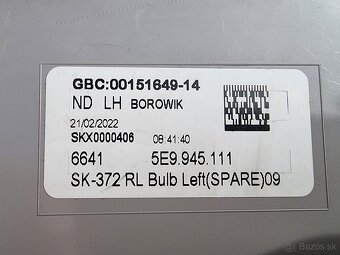 GBC:00151649-14
ND LH BOROWIK
21/02/2022
SKX0000406 08:41:40
6641 5E9.945.111
SK-372 RL Bulb Left(SPARE)09
bazos.sk